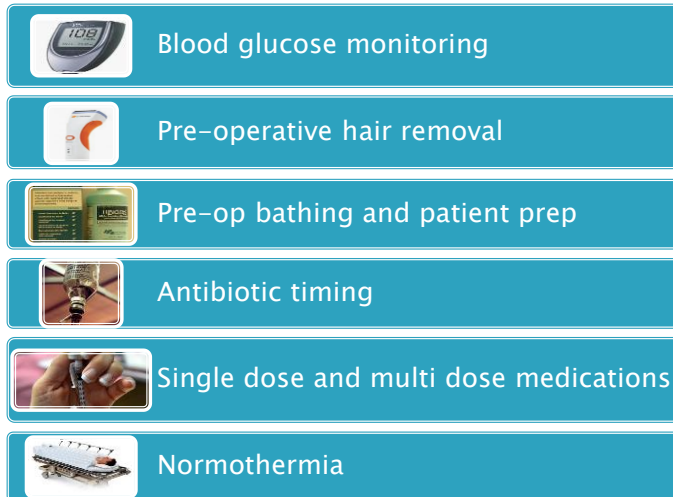 108
Blood glucose monitoring
Pre-operative hair removal
Pre-op bathing and patient prep
Antibiotic timing
Single dose and multi dose medications
Normothermia